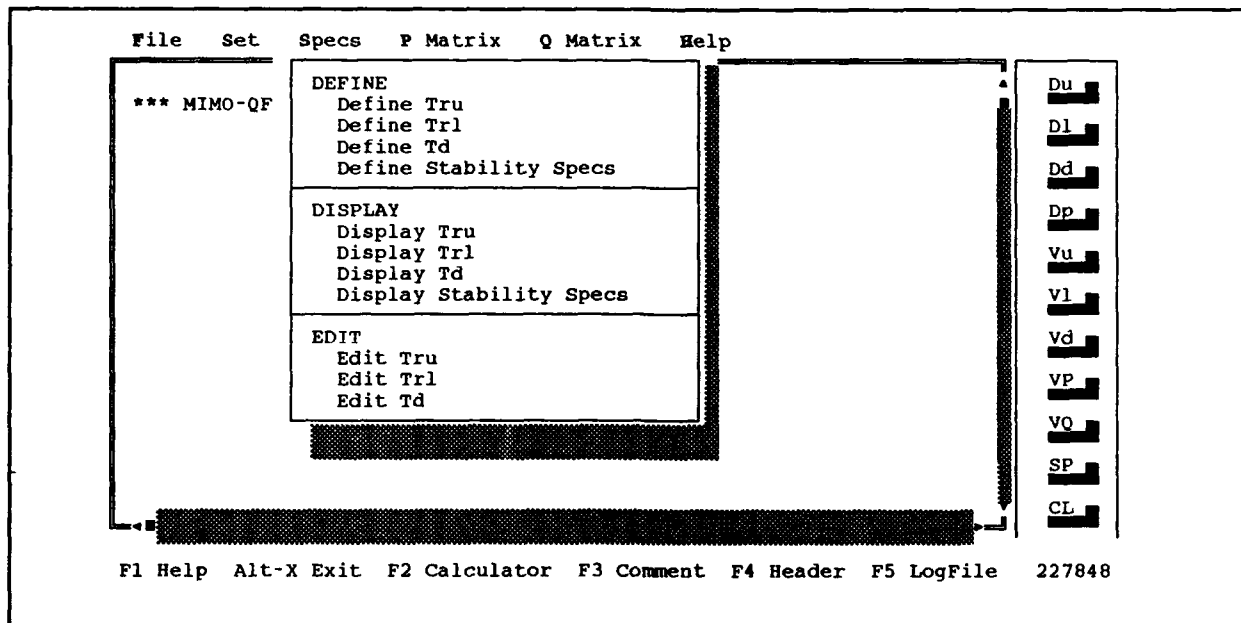 File Set Specs P Matrix Q Matrix Help
*** MIMO-QF
DEFINE
Define Tru
Define Trl
Define Td
Define Stability Specs
DISPLAY
Display Tru
Display Trl
Display Td
Display Stability Specs
EDIT
Edit Tru
Edit Trl
Edit Td
Du
Dl
Dd
Dp
Vu
Vl
Vd
VP
VQ
SP
CL
F1 Help Alt-X Exit F2 Calculator F3 Comment F4 Header F5 LogFile 227848